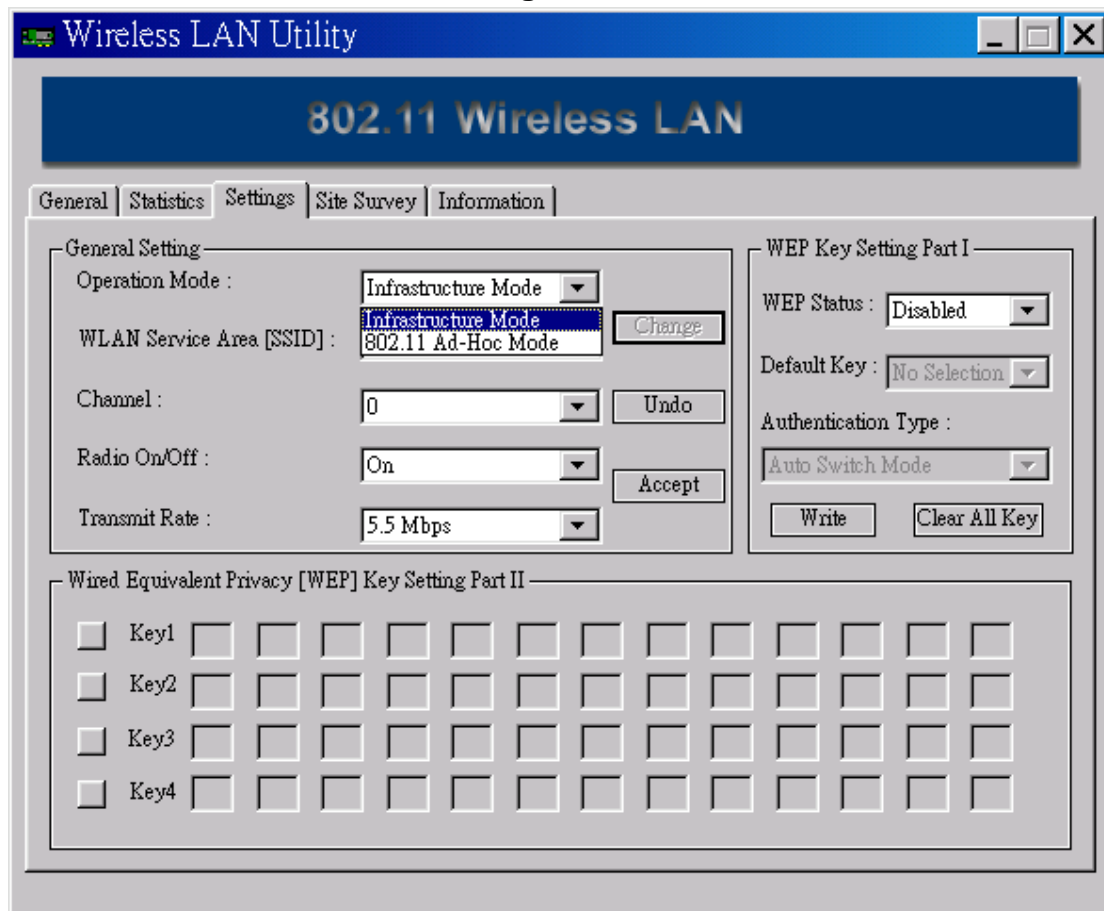 Wireless LAN Utility
802.11 Wireless LAN
General Statistics Settings Site Survey Information
General Setting
Operation Mode :
Infrastructure Mode
Infrastructure Mode
802.11 Ad-Hoc Mode
WLAN Service Area [SSID] :
Change
Channel :
0
Undo
Radio On/Off :
On
Accept
Transmit Rate :
5.5 Mbps
WEP Key Setting Part I
WEP Status :
Disabled
Default Key :
No Selection
Authentication Type :
Auto Switch Mode
Write
Clear All Key
Wired Equivalent Privacy [WEP] Key Setting Part II
Key1
Key2
Key3
Key4